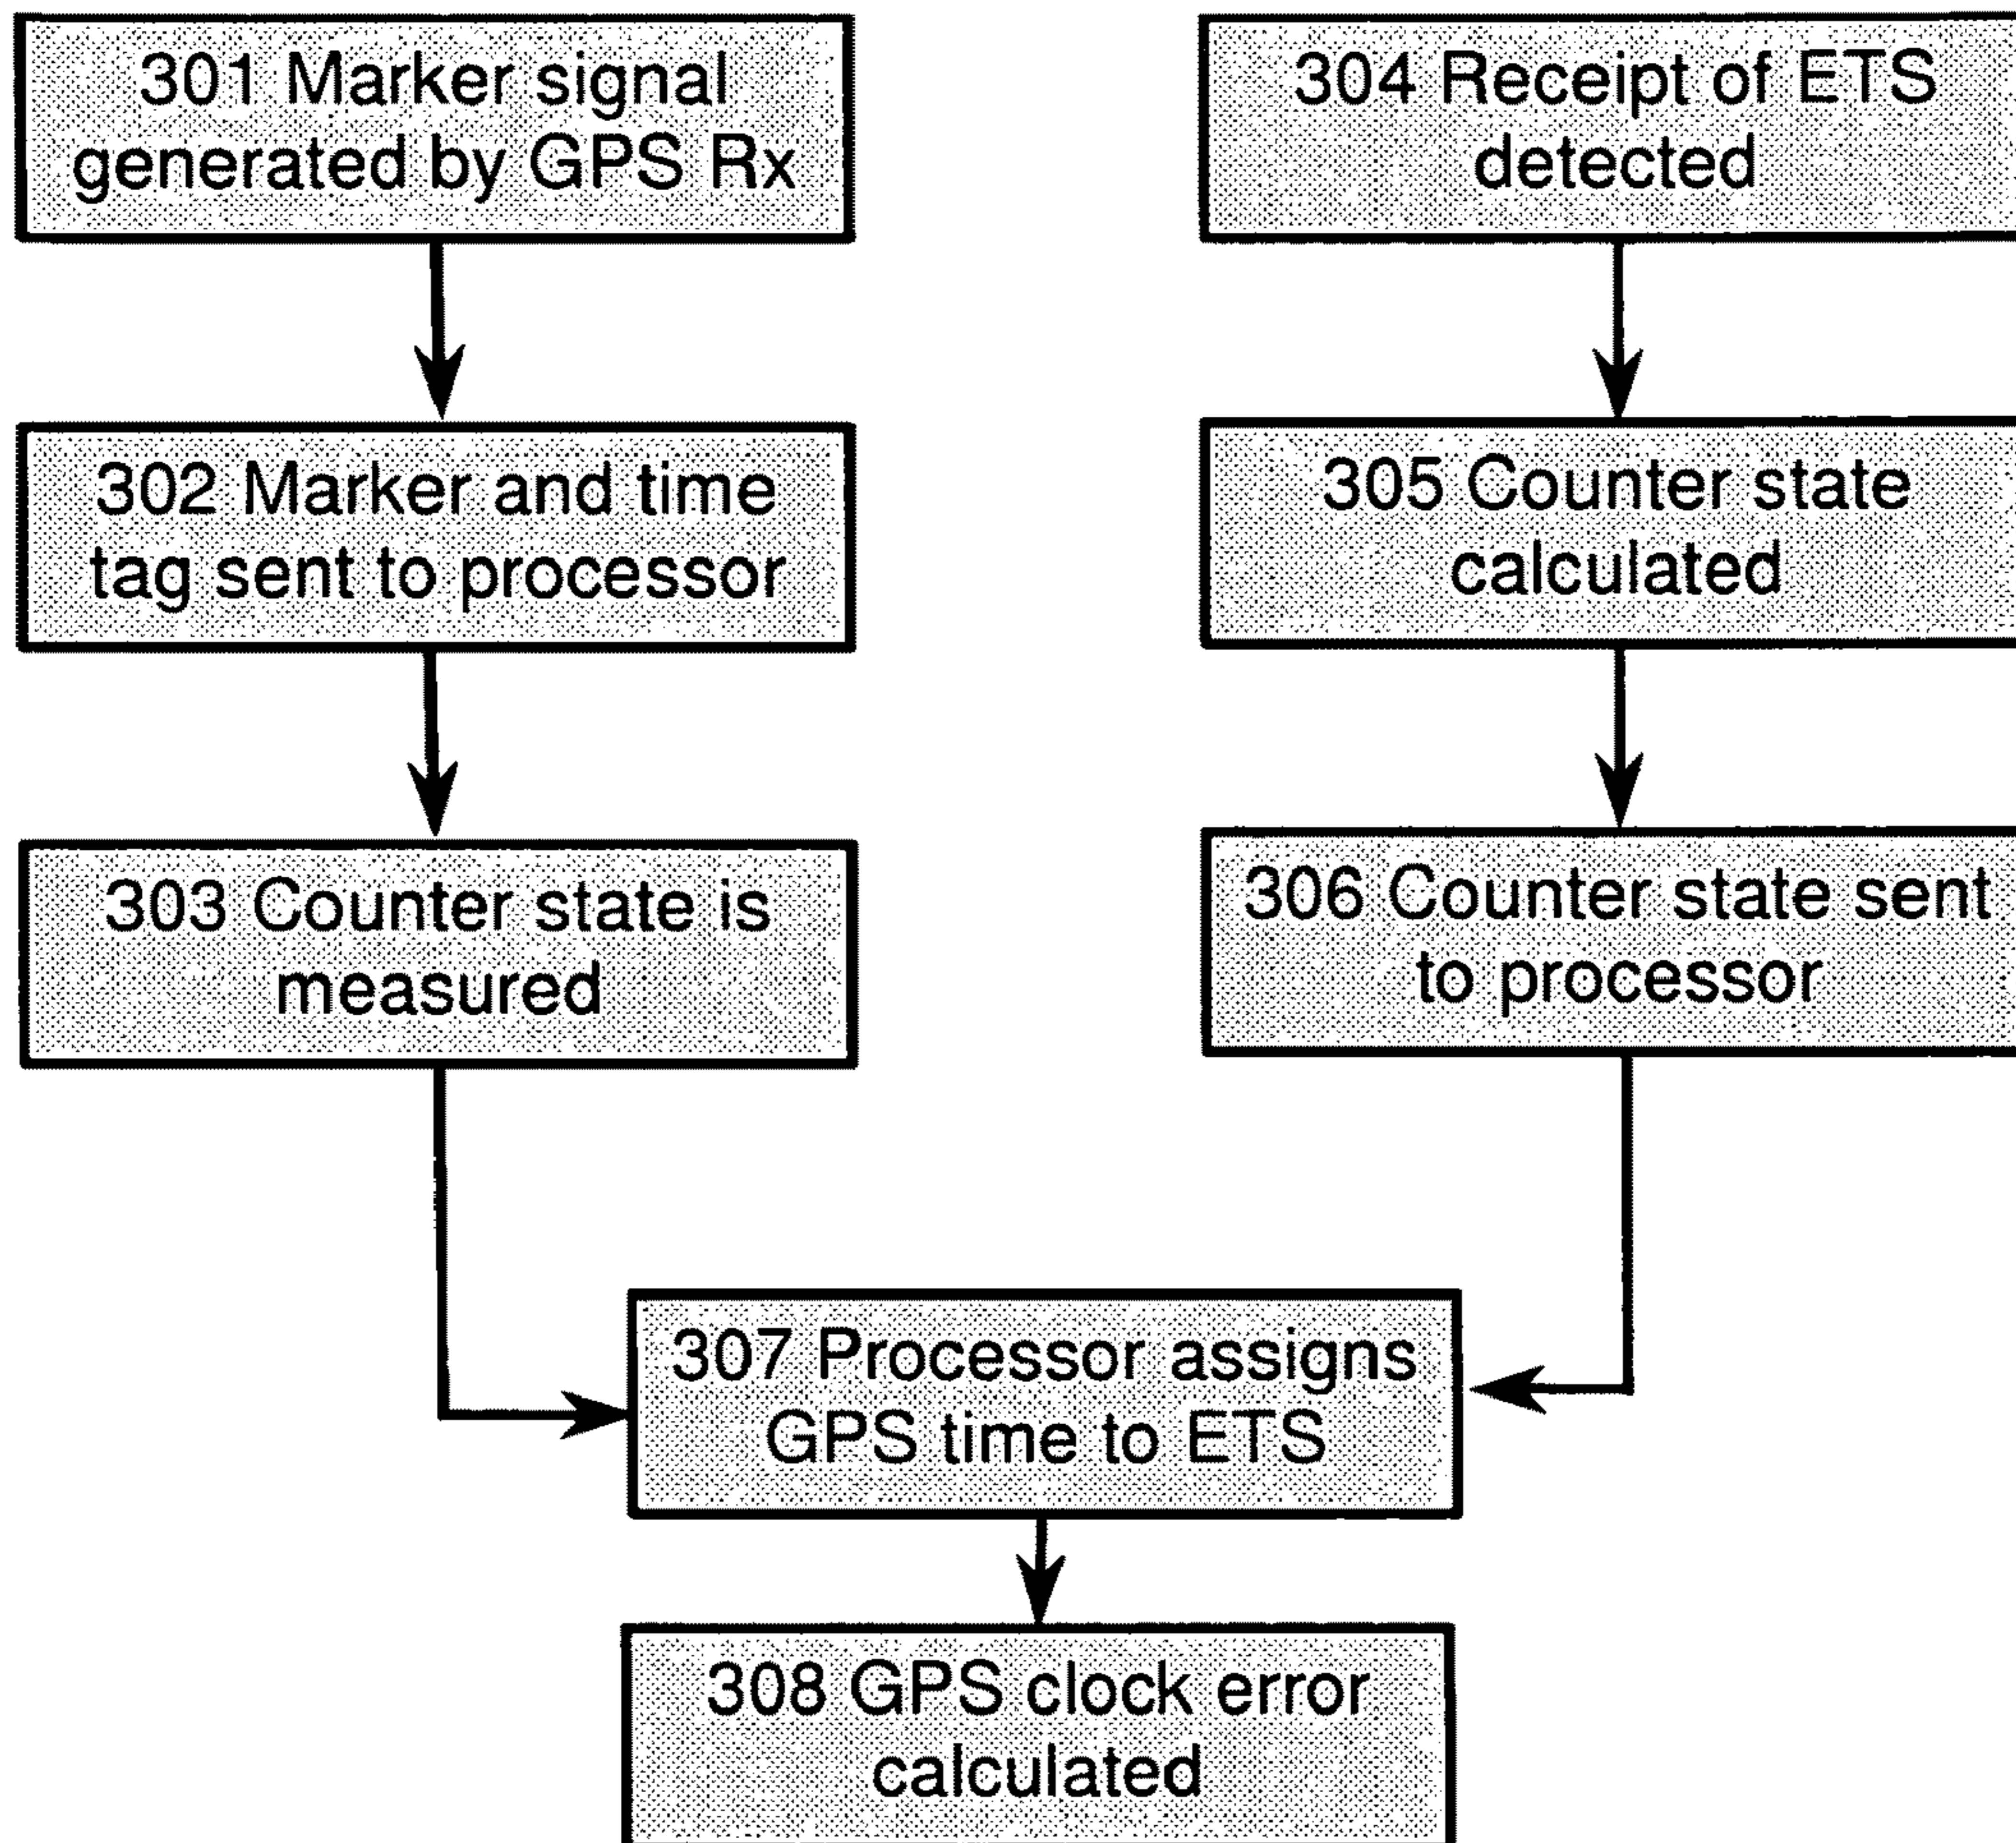 301 Marker signal
generated by GPS Rx
302 Marker and time
tag sent to processor
303 Counter state is
measured
304 Receipt of ETS
detected
305 Counter state
calculated
306 Counter state sent
to processor
307 Processor assigns
GPS time to ETS
308 GPS clock error
calculated